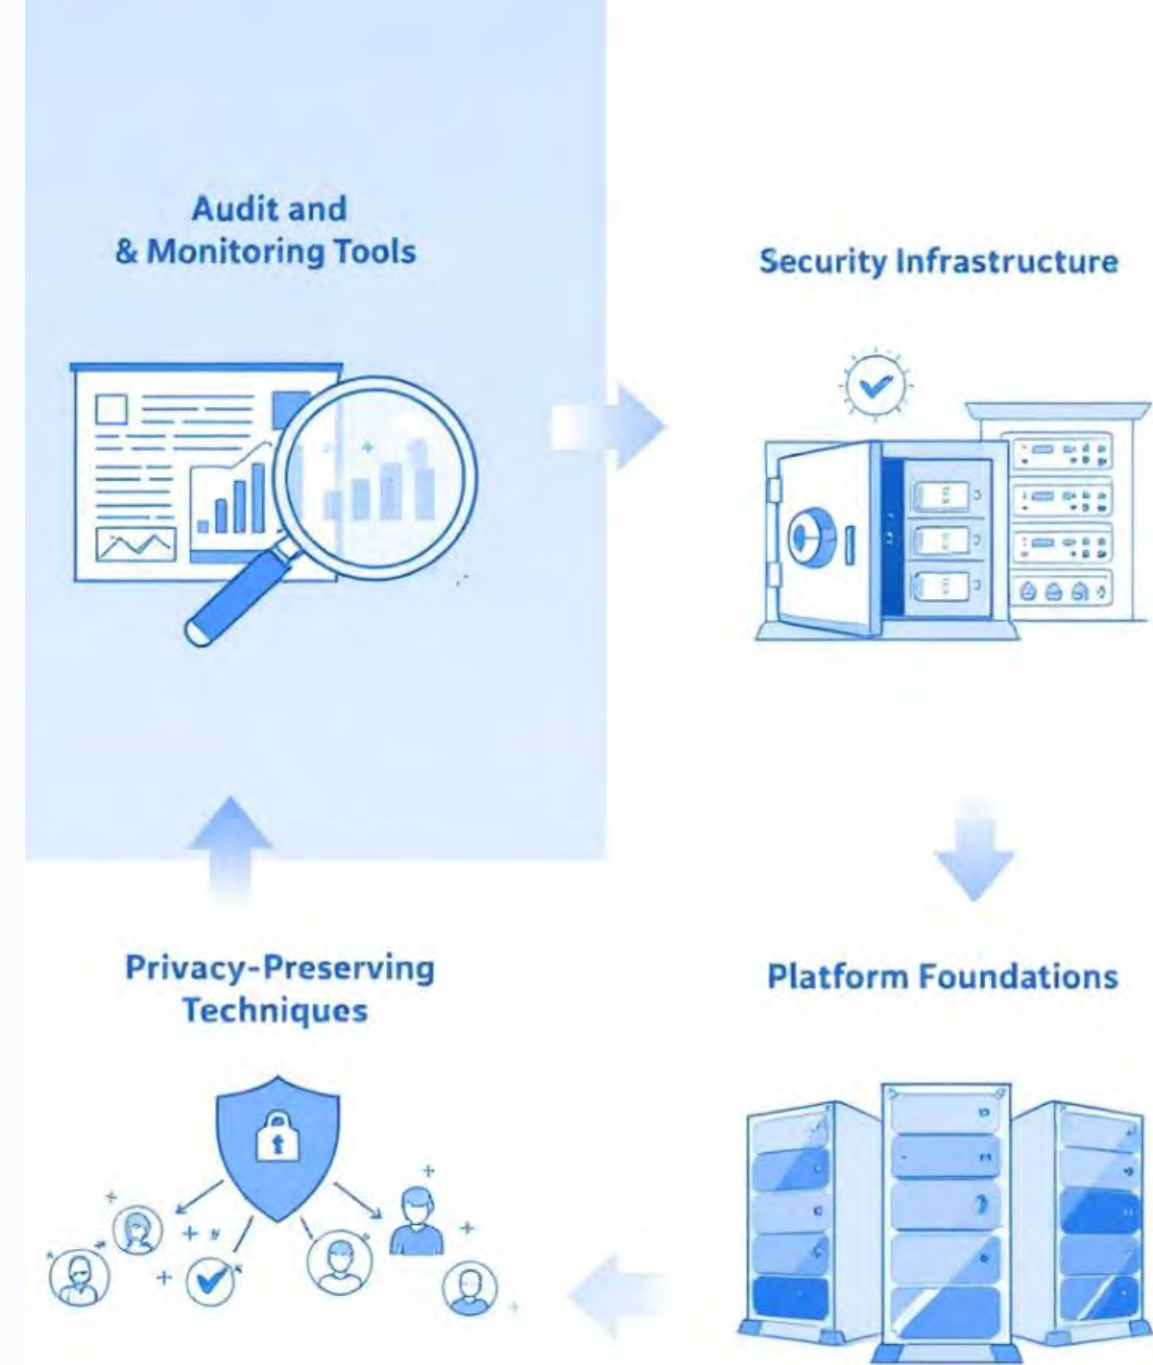 Audit and
& Monitoring Tools
Security Infrastructure
Privacy-Preserving
Techniques
Platform Foundations